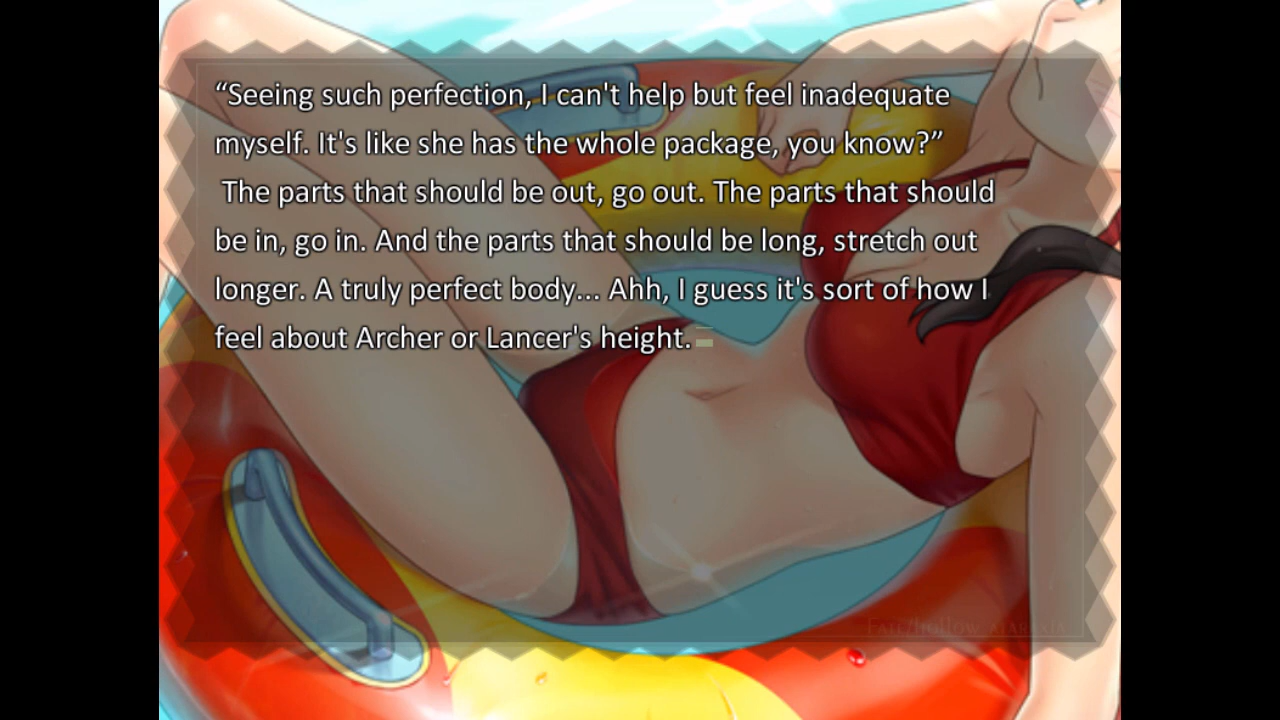 “Seeing such perfection, I can't help but feel inadequate
myself. It's like she has the whole package, you know?”
The parts that should be out, go out. The parts that should
be in, go in. And the parts that should be long, stretch out
longer. A truly perfect body... Ahh, I guess it's sort of how I
feel about Archer or Lancer's height.
Fate/hollow ataraxia